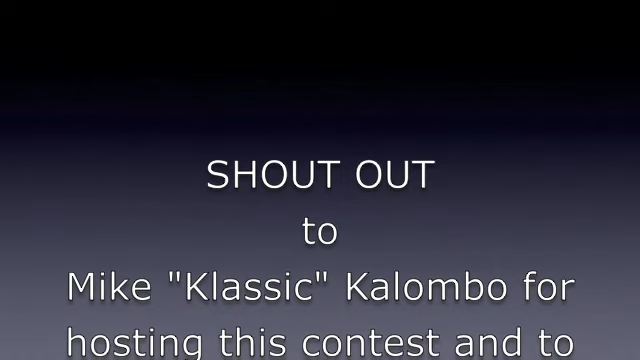 SHOUT OUT
to
Mike "Klassic" Kalombo for
hosting this contest and to